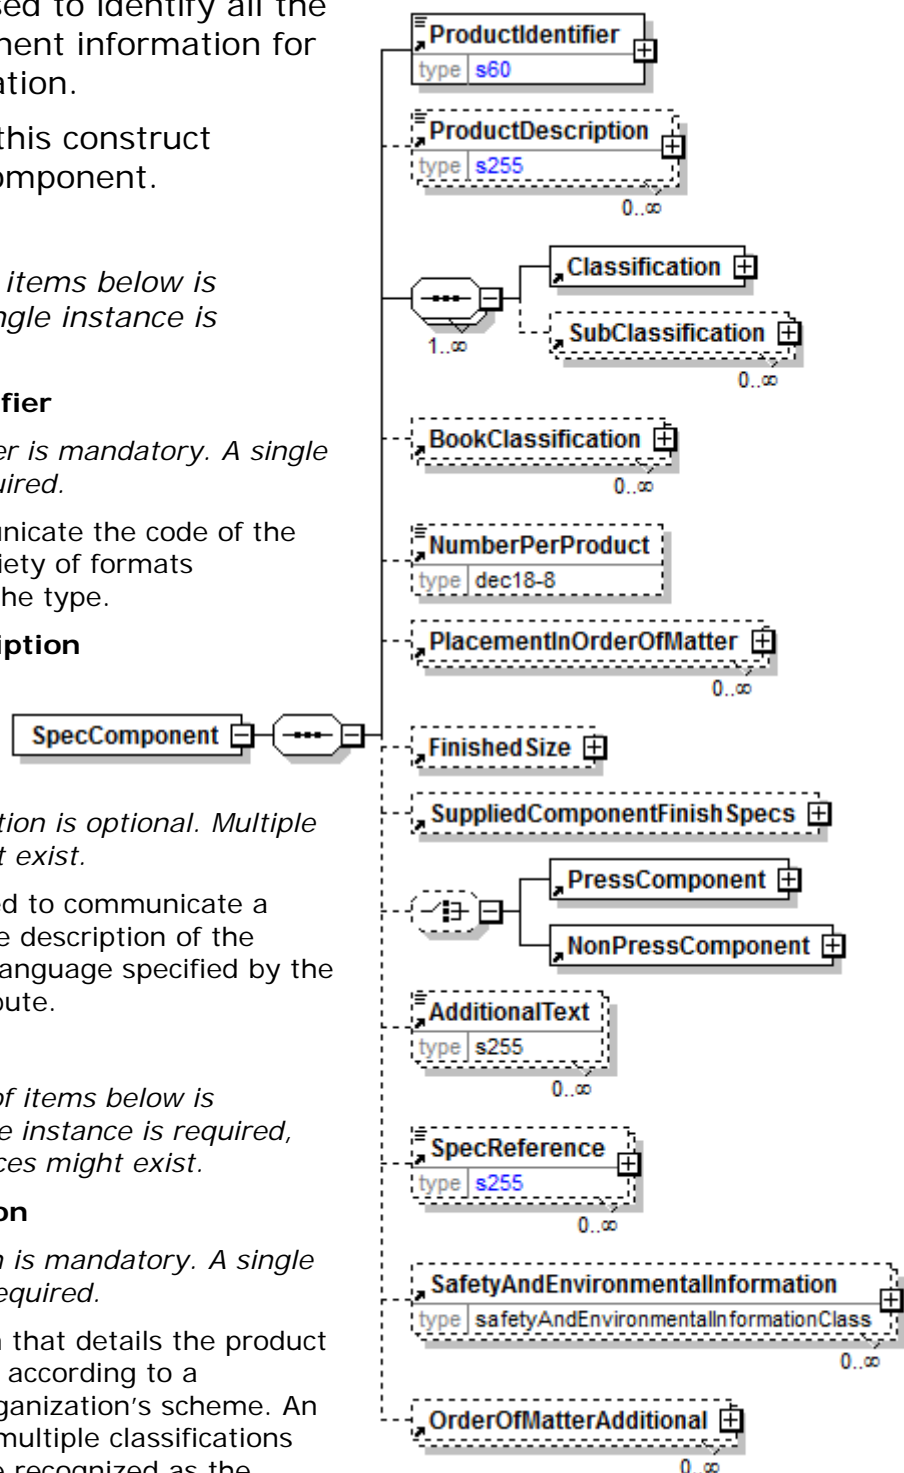 sed to identify all the
nent information for
ation.
this construct
omponent.
items below is
ngle instance is
fier
er is mandatory. A single
uired.
unicate the code of the
riety of formats
the type.
iption
tion is optional. Multiple
t exist.
ed to communicate a
e description of the
language specified by the
bute.
of items below is
e instance is required,
ces might exist.
on
n is mandatory. A single
equired.
n that details the product
according to a
ganization's scheme. An
multiple classifications
e recognized as the
SpecComponent
ProductIdentifier
type s60
ProductDescription
type s255
0..∞
1..∞
Classification
SubClassification
0..∞
BookClassification
0..∞
NumberPerProduct
type dec18-8
PlacementInOrderOfMatter
0..∞
FinishedSize
SuppliedComponentFinishSpecs
PressComponent
NonPressComponent
AdditionalText
type s255
0..∞
SpecReference
type s255
0..∞
SafetyAndEnvironmentalInformation
type safetyAndEnvironmentalInformationClass
0..∞
OrderOfMatterAdditional
0..∞